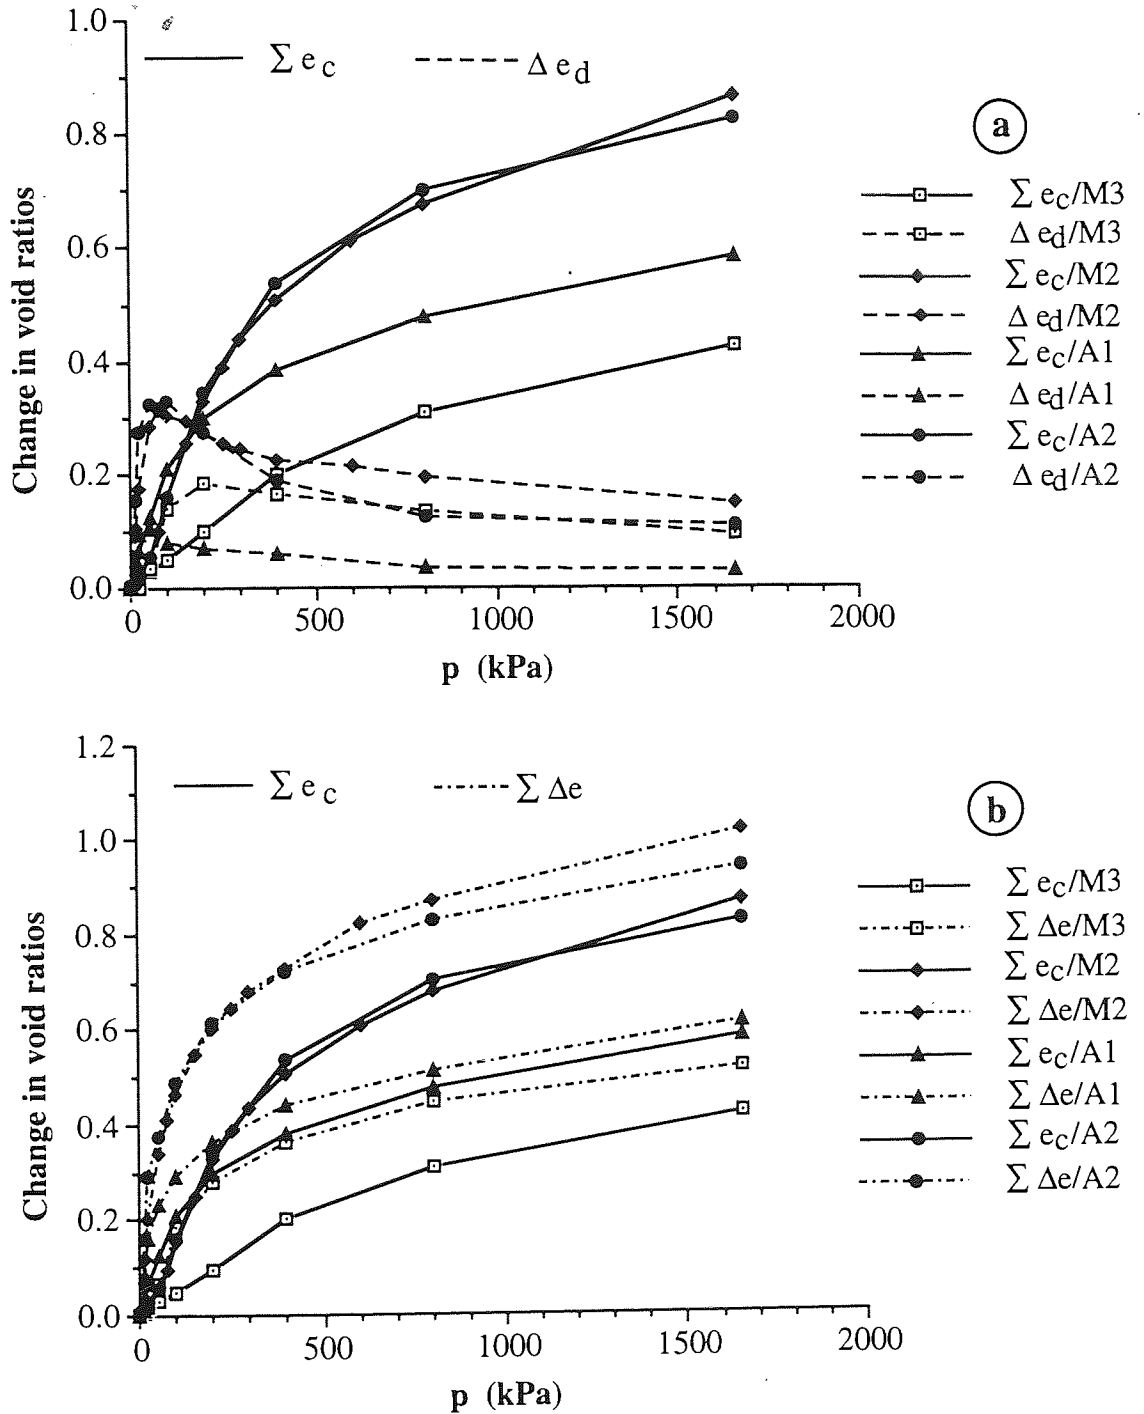 1.0
∑ e c
Δ e d
0.8
0.6
0.4
0.2
0.0
Change in void ratios
0
500
1000
1500
2000
p (kPa)
a
∑ ec/M3
Δ ed/M3
∑ ec/M2
Δ ed/M2
∑ ec/A1
Δ ed/A1
∑ ec/A2
Δ ed/A2
1.2
∑ e c
∑ Δe
1.0
0.8
0.6
0.4
0.2
0.0
Change in void ratios
0
500
1000
1500
2000
p (kPa)
b
∑ ec/M3
∑ Δe/M3
∑ ec/M2
∑ Δe/M2
∑ ec/A1
∑ Δe/A1
∑ ec/A2
∑ Δe/A2